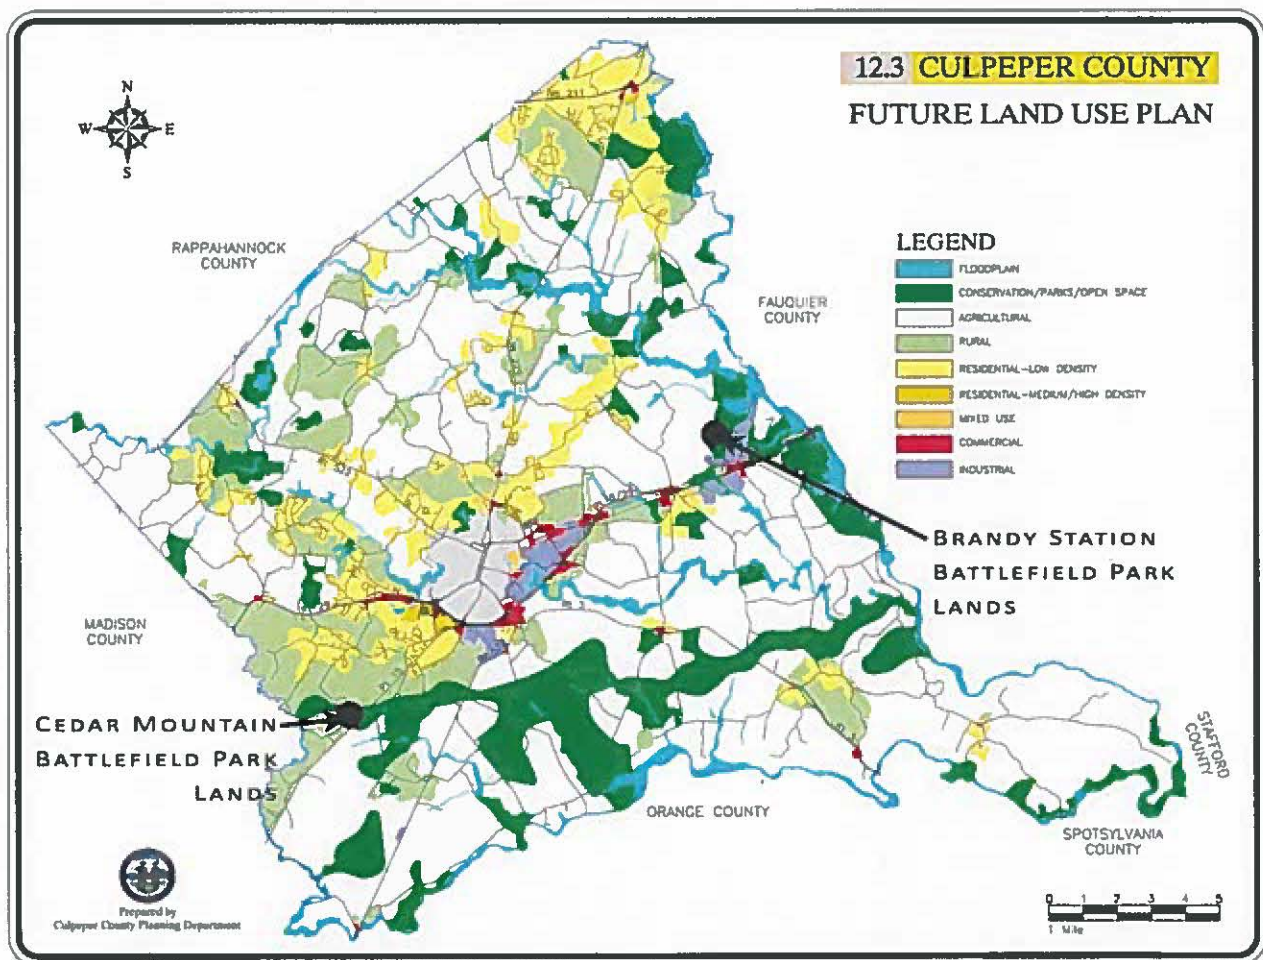 12.3 CULPEPER COUNTY
FUTURE LAND USE PLAN
N
W E
S
RAPPAHANNOCK
COUNTY
FAUQUIER
COUNTY
LEGEND
FLOODPLAIN
CONSERVATION/PARKS/OPEN SPACE
AGRICULTURAL
RURAL
RESIDENTIAL-LOW DENSITY
RESIDENTIAL-MEDIUM/HIGH DENSITY
MIXED USE
COMMERCIAL
INDUSTRIAL
BRANDY STATION
BATTLEFIELD PARK
LANDS
MADISON
COUNTY
CEDAR MOUNTAIN
BATTLEFIELD PARK
LANDS
STAFFORD
COUNTY
ORANGE COUNTY
SPOTSYLVANIA
COUNTY
Prepared by
Culpeper County Planning Department
0 1 2 3 4 5
1 Mile